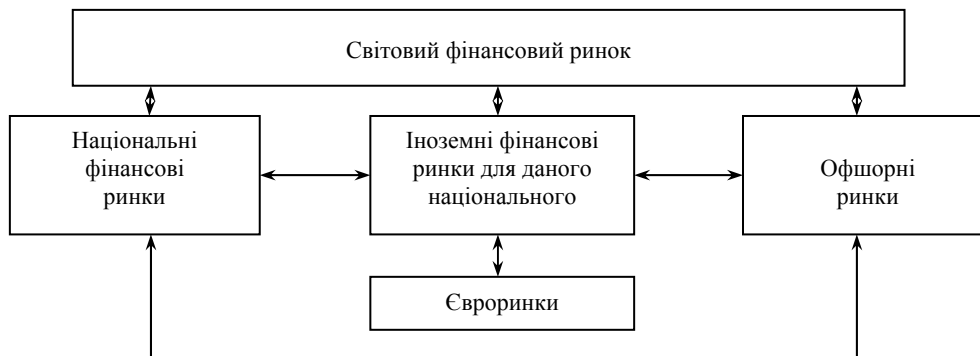 Світовий фінансовий ринок
Національні
фінансові
ринки
Іноземні фінансові
ринки для даного
національного
Офшорні
ринки
Євроринки